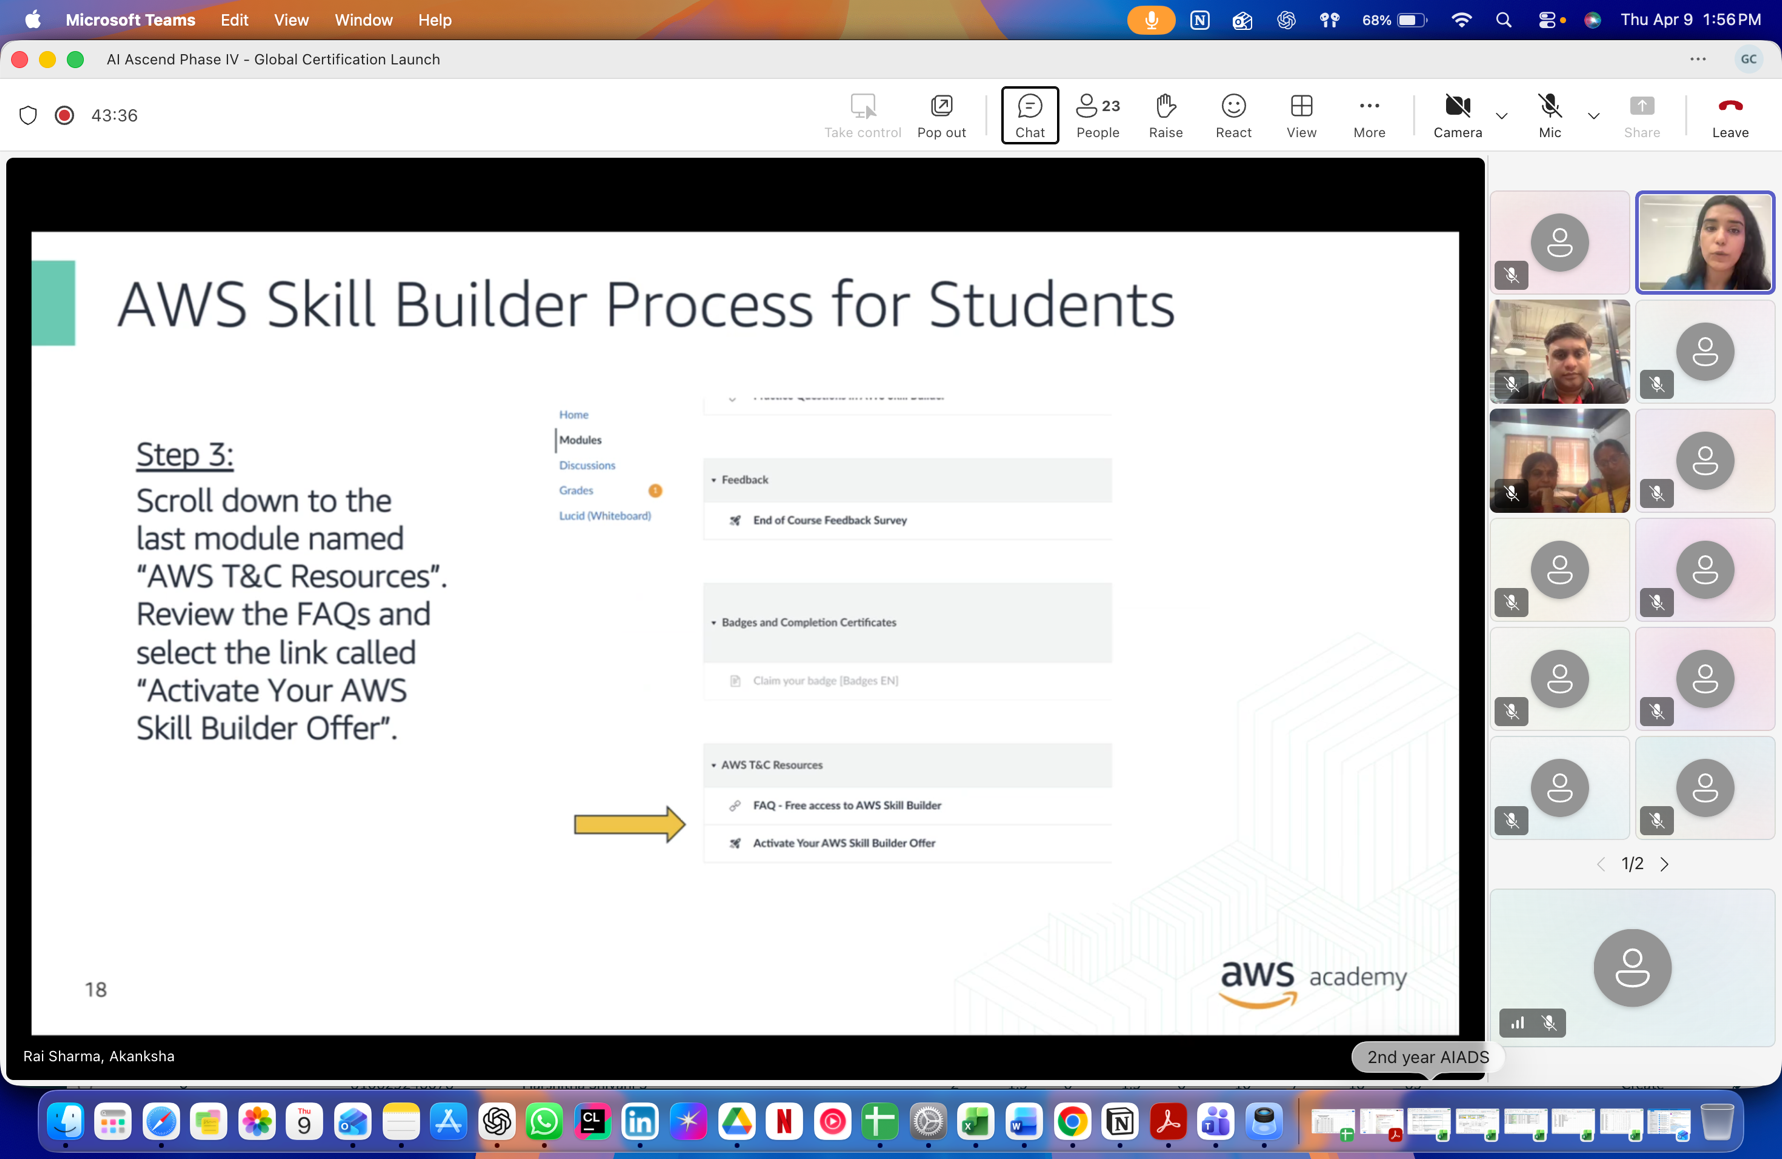 Microsoft Teams Edit View Window Help
68% Thu Apr 9 1:56 PM
AI Ascend Phase IV - Global Certification Launch
GC
43:36
Take control
Pop out
Chat
23
People
Raise
React
View
More
Camera
Mic
Share
Leave
AWS Skill Builder Process for Students
Step 3:
Scroll down to the
last module named
“AWS T&C Resources”.
Review the FAQs and
select the link called
“Activate Your AWS
Skill Builder Offer”.
Home
Modules
Discussions
Grades 1
Lucid (Whiteboard)
Feedback
End of Course Feedback Survey
Badges and Completion Certificates
Claim your badge [Badges EN]
AWS T&C Resources
FAQ - Free access to AWS Skill Builder
Activate Your AWS Skill Builder Offer
18
aws academy
Rai Sharma, Akanksha
1/2
2nd year AIADS
Thu
9
CL